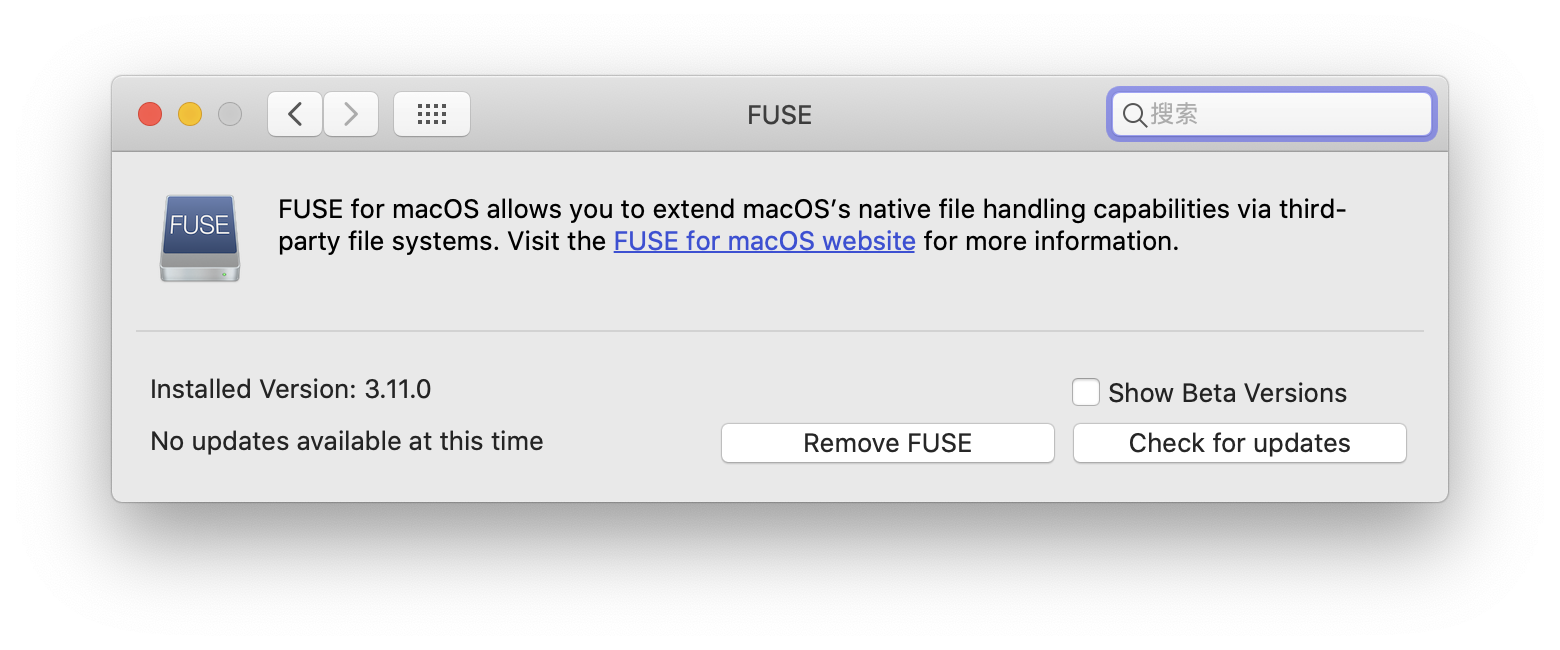 FUSE
搜索
FUSE
FUSE for macOS allows you to extend macOS’s native file handling capabilities via third-
party file systems. Visit the FUSE for macOS website for more information.
Installed Version: 3.11.0
Show Beta Versions
No updates available at this time
Remove FUSE
Check for updates